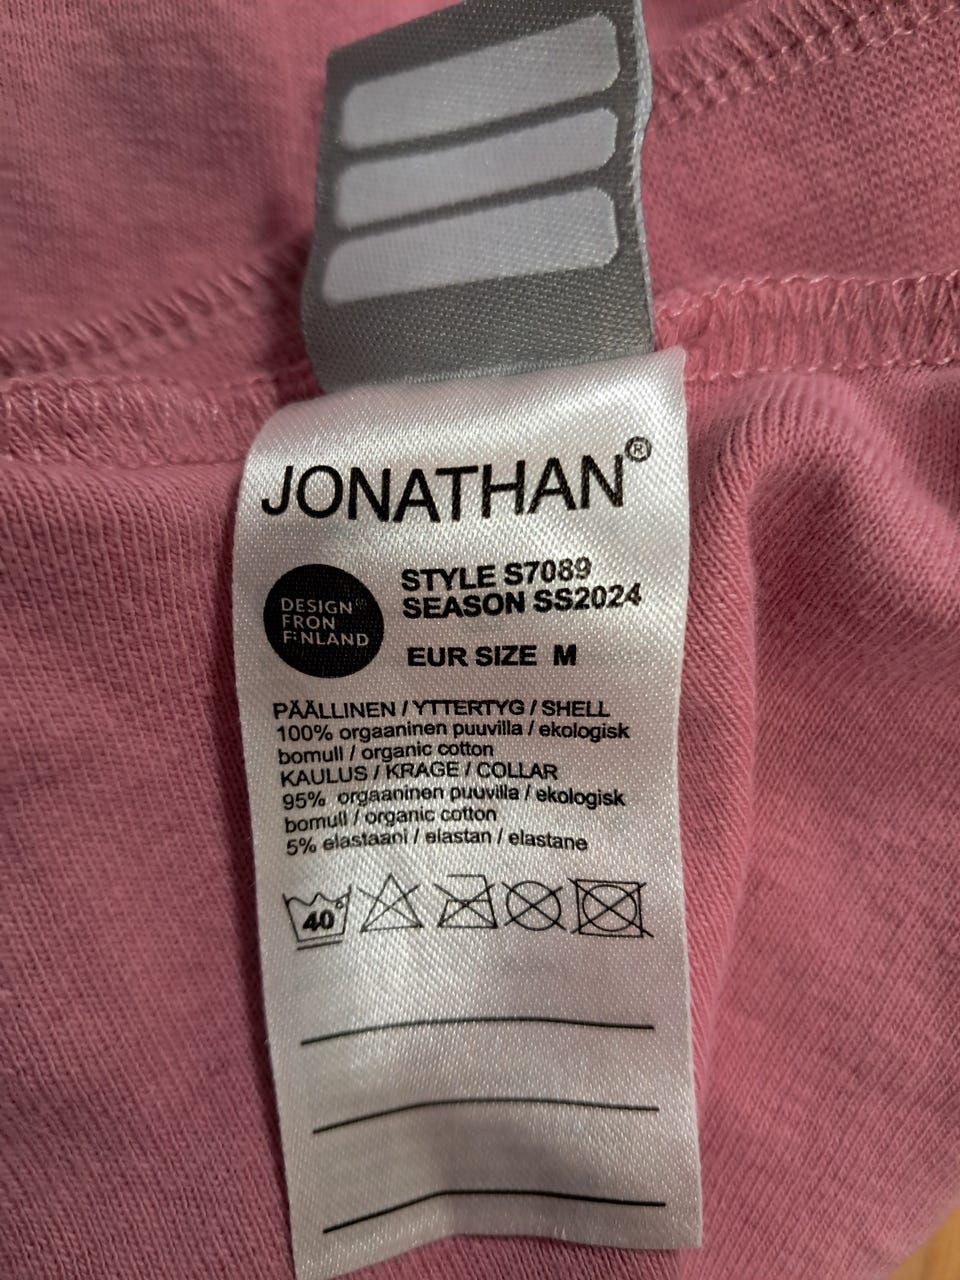 JONATHAN®
DESIGN
FRON
FINLAND
STYLE S7089
SEASON SS2024
EUR SIZE M
PÄÄLLINEN / YTTERTYG / SHELL
100% orgaaninen puuvilla / ekologisk
bomull / organic cotton
KAULUS / KRAGE / COLLAR
95% orgaaninen puuvilla / ekologisk
bomull / organic cotton
5% elastaani / elastan / elastane
40°